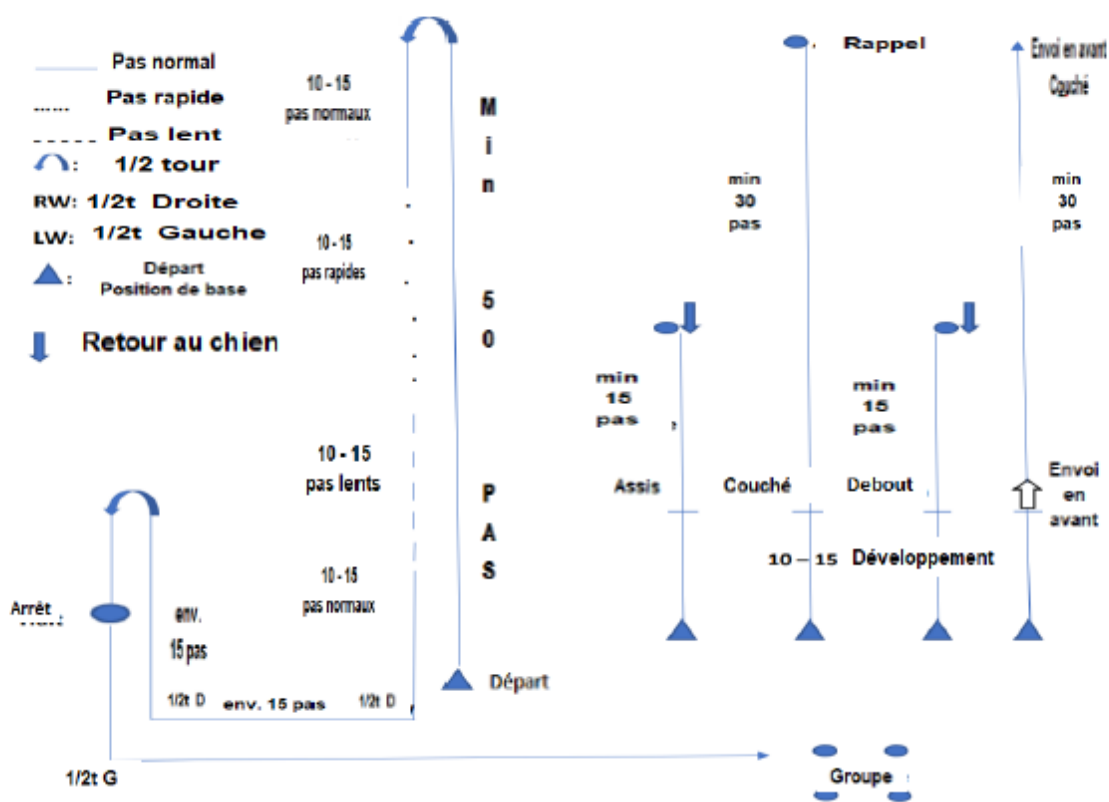 Pas normal
Pas rapide
Pas lent
: 1/2 tour
RW: 1/2t Droite
LW: 1/2t Gauche
: Départ
Position de base
Retour au chien
10 - 15
pas normaux
10 - 15
pas rapides
10 - 15
pas lents
10 - 15
pas normaux
Min 50 PAS
Départ
Arrêt
env.
15 pas
1/2t D
env. 15 pas
1/2t D
1/2t G
Groupe
Rappel
Envoi en avant
Couché
min
30
pas
min
30
pas
min
15
pas
min
15
pas
Assis
Couché
Debout
Envoi
en
avant
10 – 15 Développement